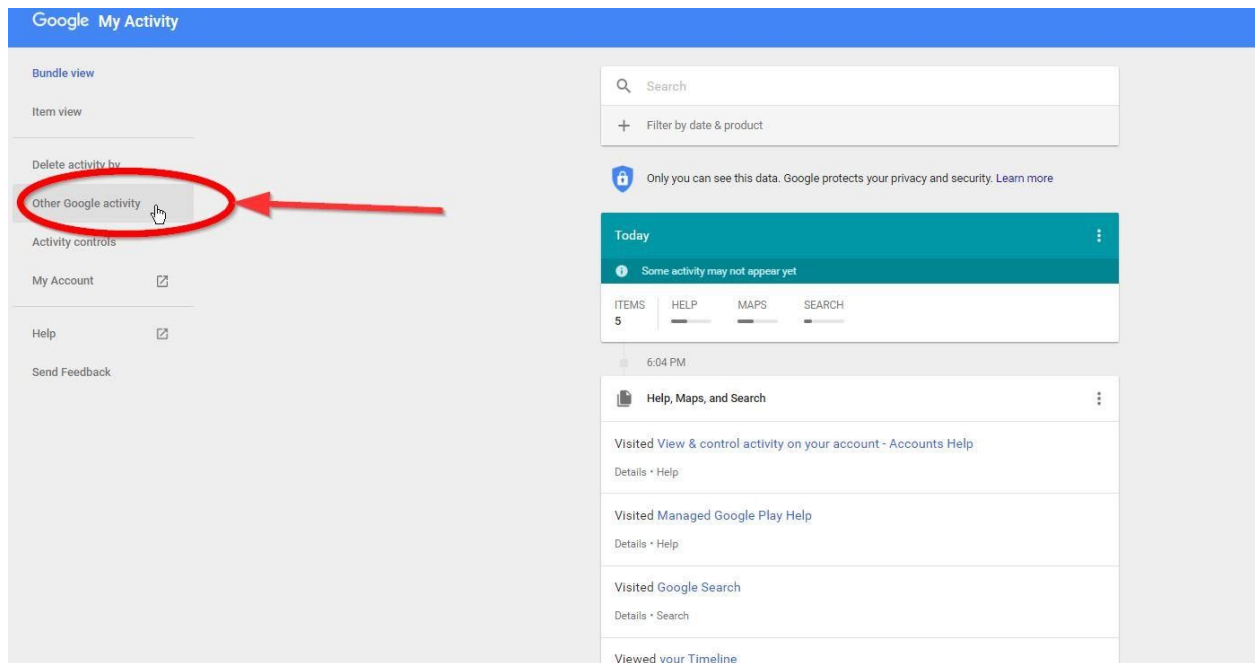 Google My Activity
Bundle view
Item view
Delete activity by
Other Google activity
Activity controls
My Account
Help
Send Feedback
Search
Filter by date & product
Only you can see this data. Google protects your privacy and security. Learn more
Today
Some activity may not appear yet
ITEMS HELP MAPS SEARCH
5
6:04 PM
Help, Maps, and Search
Visited View & control activity on your account - Accounts Help
Details • Help
Visited Managed Google Play Help
Details • Help
Visited Google Search
Details • Search
Viewed your Timeline